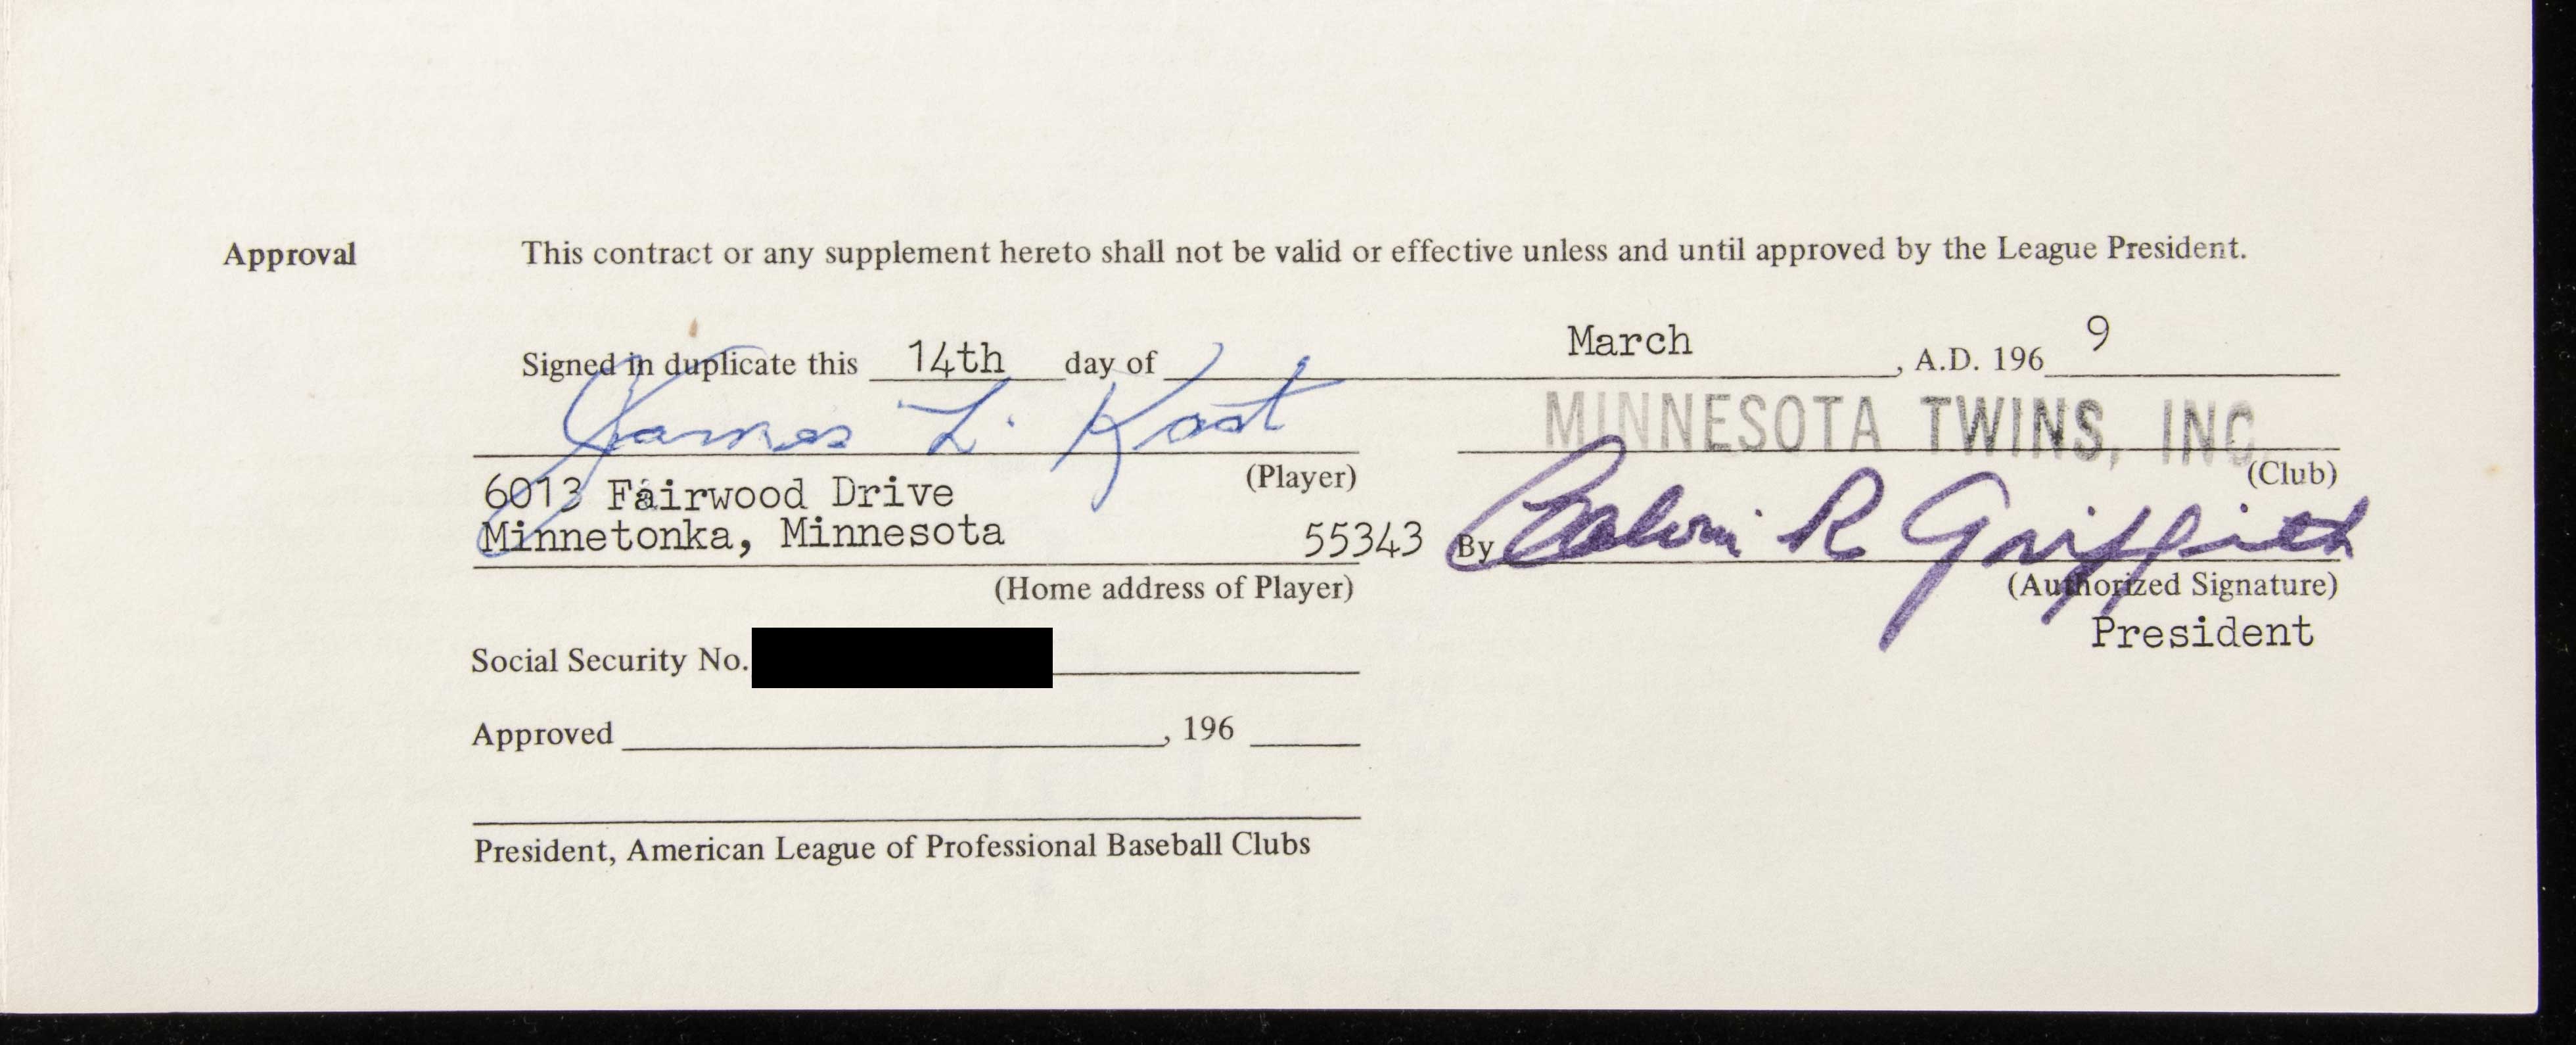 Approval This contract or any supplement hereto shall not be valid or effective unless and until approved by the League President.
Signed in duplicate this 14th day of March, A.D. 196 9
James L. Kaat MINNESOTA TWINS, INC.
(Player) (Club)
6013 Fairwood Drive
Minnetonka, Minnesota 55343 By Calvin R Griffith
(Home address of Player) (Authorized Signature)
President
Social Security No.
Approved , 196
President, American League of Professional Baseball Clubs